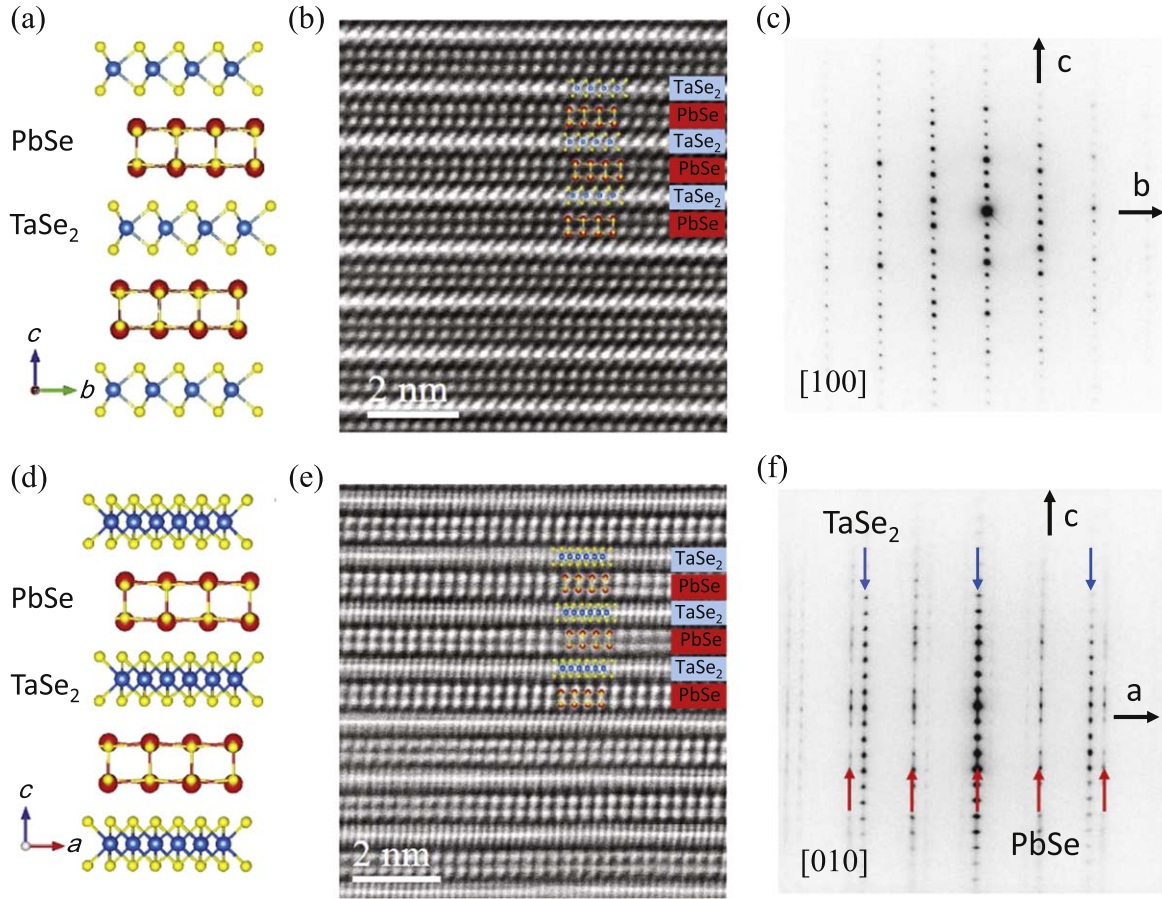 (a)
PbSe
TaSe₂
c
b
(b)
TaSe₂
PbSe
TaSe₂
PbSe
TaSe₂
PbSe
2 nm
(c)
c
b
[100]
(d)
PbSe
TaSe₂
c
a
(e)
TaSe₂
PbSe
TaSe₂
PbSe
TaSe₂
PbSe
2 nm
(f)
c
TaSe₂
a
PbSe
[010]